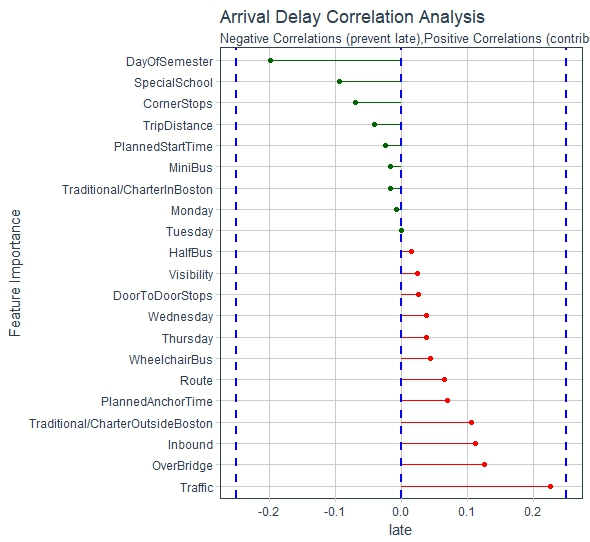 Arrival Delay Correlation Analysis
Negative Correlations (prevent late),Positive Correlations (contrib
DayOfSemester
SpecialSchool
CornerStops
TripDistance
PlannedStartTime
MiniBus
Traditional/CharterInBoston
Monday
Tuesday
HalfBus
Visibility
DoorToDoorStops
Wednesday
Thursday
WheelchairBus
Route
PlannedAnchorTime
Traditional/CharterOutsideBoston
Inbound
OverBridge
Traffic
Feature Importance
-0.2 -0.1 0.0 0.1 0.2
late